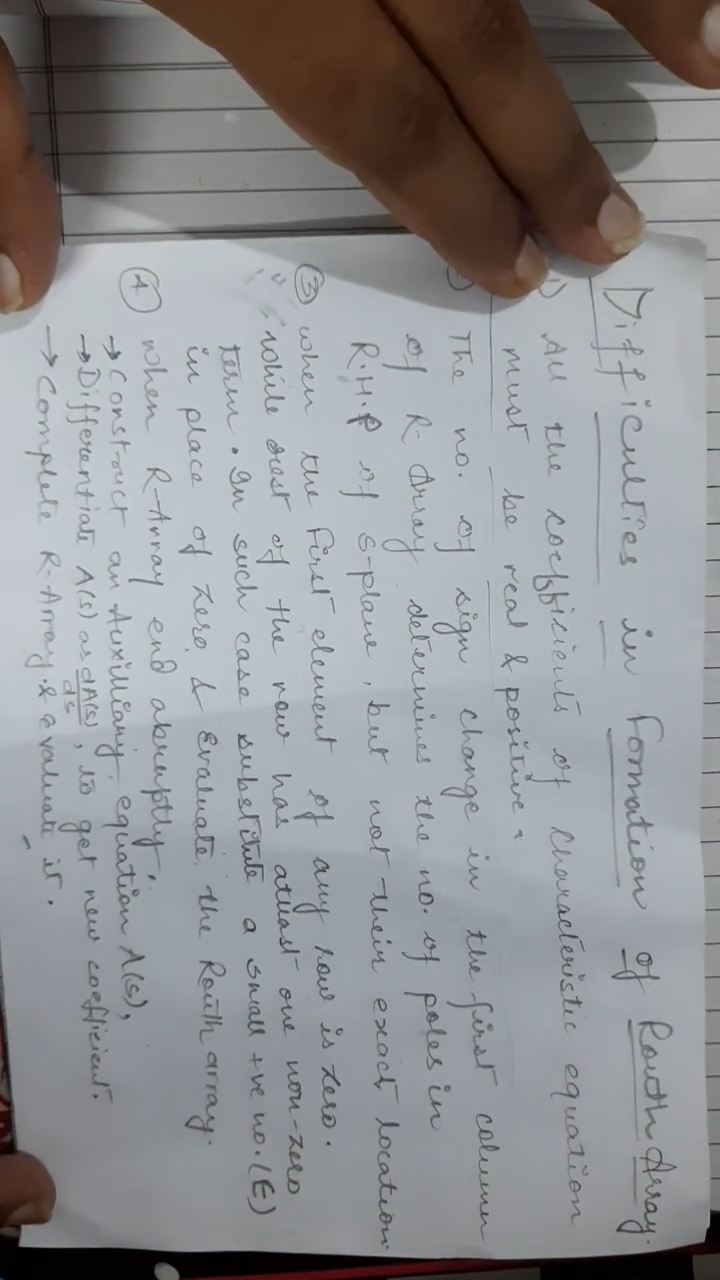 Difficulties in Formation of Routh Array.
1) All the coefficients of characteristic equation
must be real & positive.
The no. of sign change in the first column
of R-Array determines the no. of poles in
R.H.P of s-plane, but not their exact location.
③ when the first element of any row is zero.
" while rest of the row has atleast one non-zero
term. In such case substitute a small +ve no. (E)
in place of zero & Evaluate the Routh array.
④ when R-Array end abruptly".
→ construct an Auxilliary equation A(s),
→ Differentiate A(s) as dA(s)/ds, to get new coefficient.
→ Complete R-Array & evaluate it.